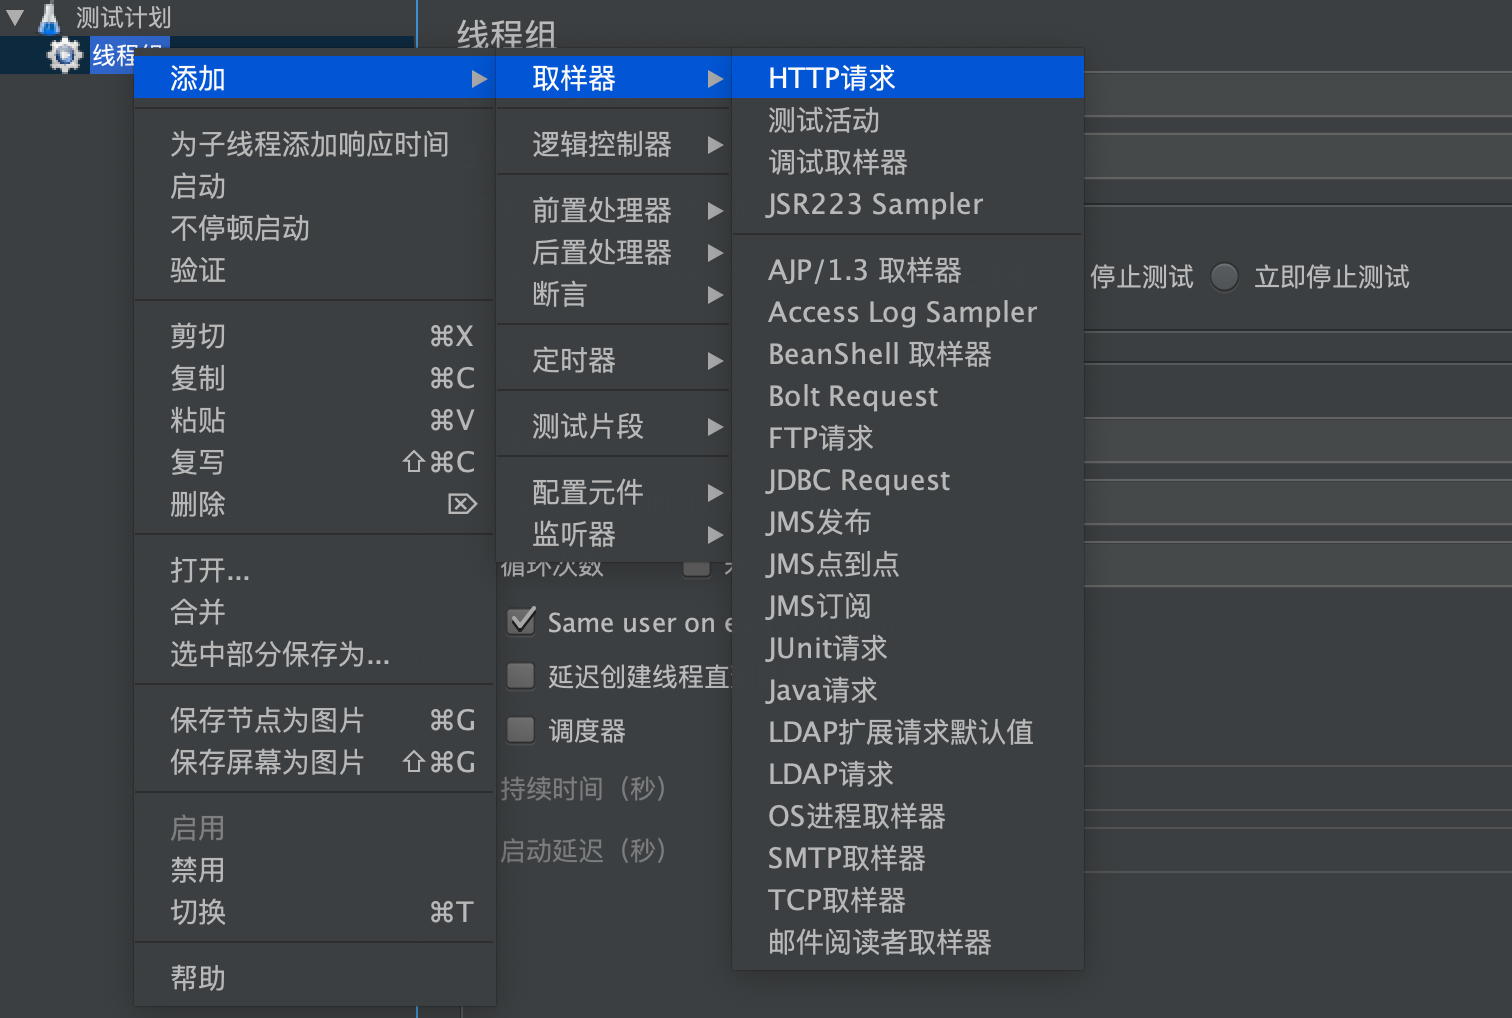 测试计划
线程组
线程组
添加
为子线程添加响应时间
启动
不停顿启动
验证
剪切 ⌘X
复制 ⌘C
粘贴 ⌘V
复写 ⇧⌘C
删除 ⌦
打开...
合并
选中部分保存为...
保存节点为图片 ⌘G
保存屏幕为图片 ⇧⌘G
启用
禁用
切换 ⌘T
帮助
取样器
逻辑控制器
前置处理器
后置处理器
断言
定时器
测试片段
配置元件
监听器
HTTP请求
测试活动
调试取样器
JSR223 Sampler
AJP/1.3 取样器
Access Log Sampler
BeanShell 取样器
Bolt Request
FTP请求
JDBC Request
JMS发布
JMS点到点
JMS订阅
JUnit请求
Java请求
LDAP扩展请求默认值
LDAP请求
OS进程取样器
SMTP取样器
TCP取样器
邮件阅读者取样器
停止测试 立即停止测试
循环次数
Same user on
延迟创建线程直
调度器
持续时间（秒）
启动延迟（秒）